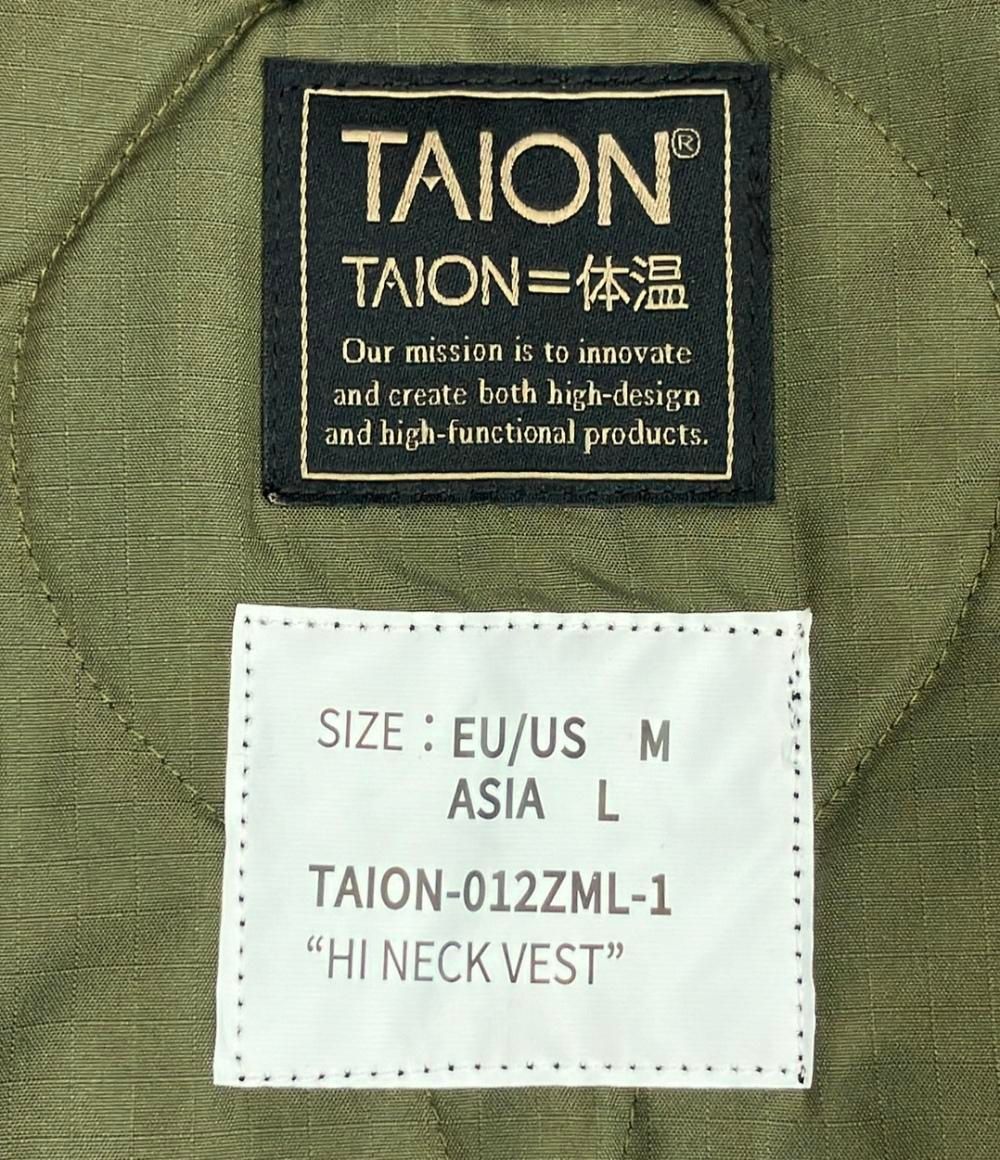 TAION®
TAION=体温
Our mission is to innovate
and create both high-design
and high-functional products.
SIZE : EU/US M
ASIA L
TAION-012ZML-1
“HI NECK VEST”